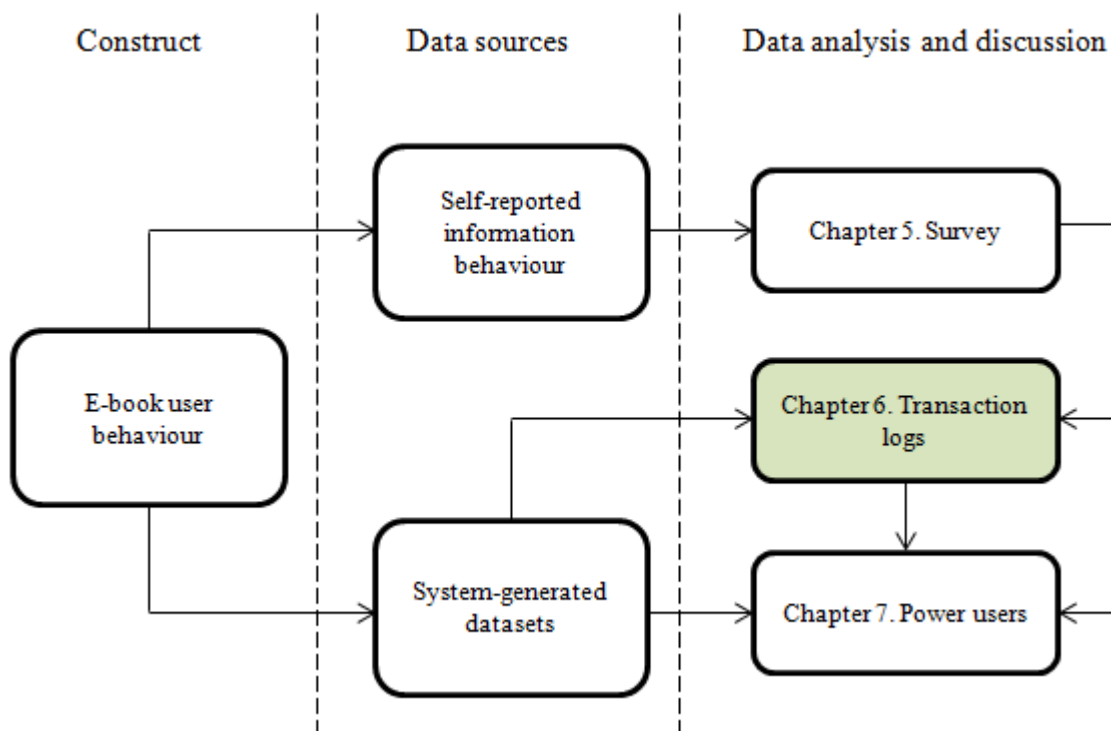 Construct
Data sources
Data analysis and discussion
Self-reported
information
behaviour
Chapter 5. Survey
E-book user
behaviour
Chapter 6. Transaction
logs
System-generated
datasets
Chapter 7. Power users